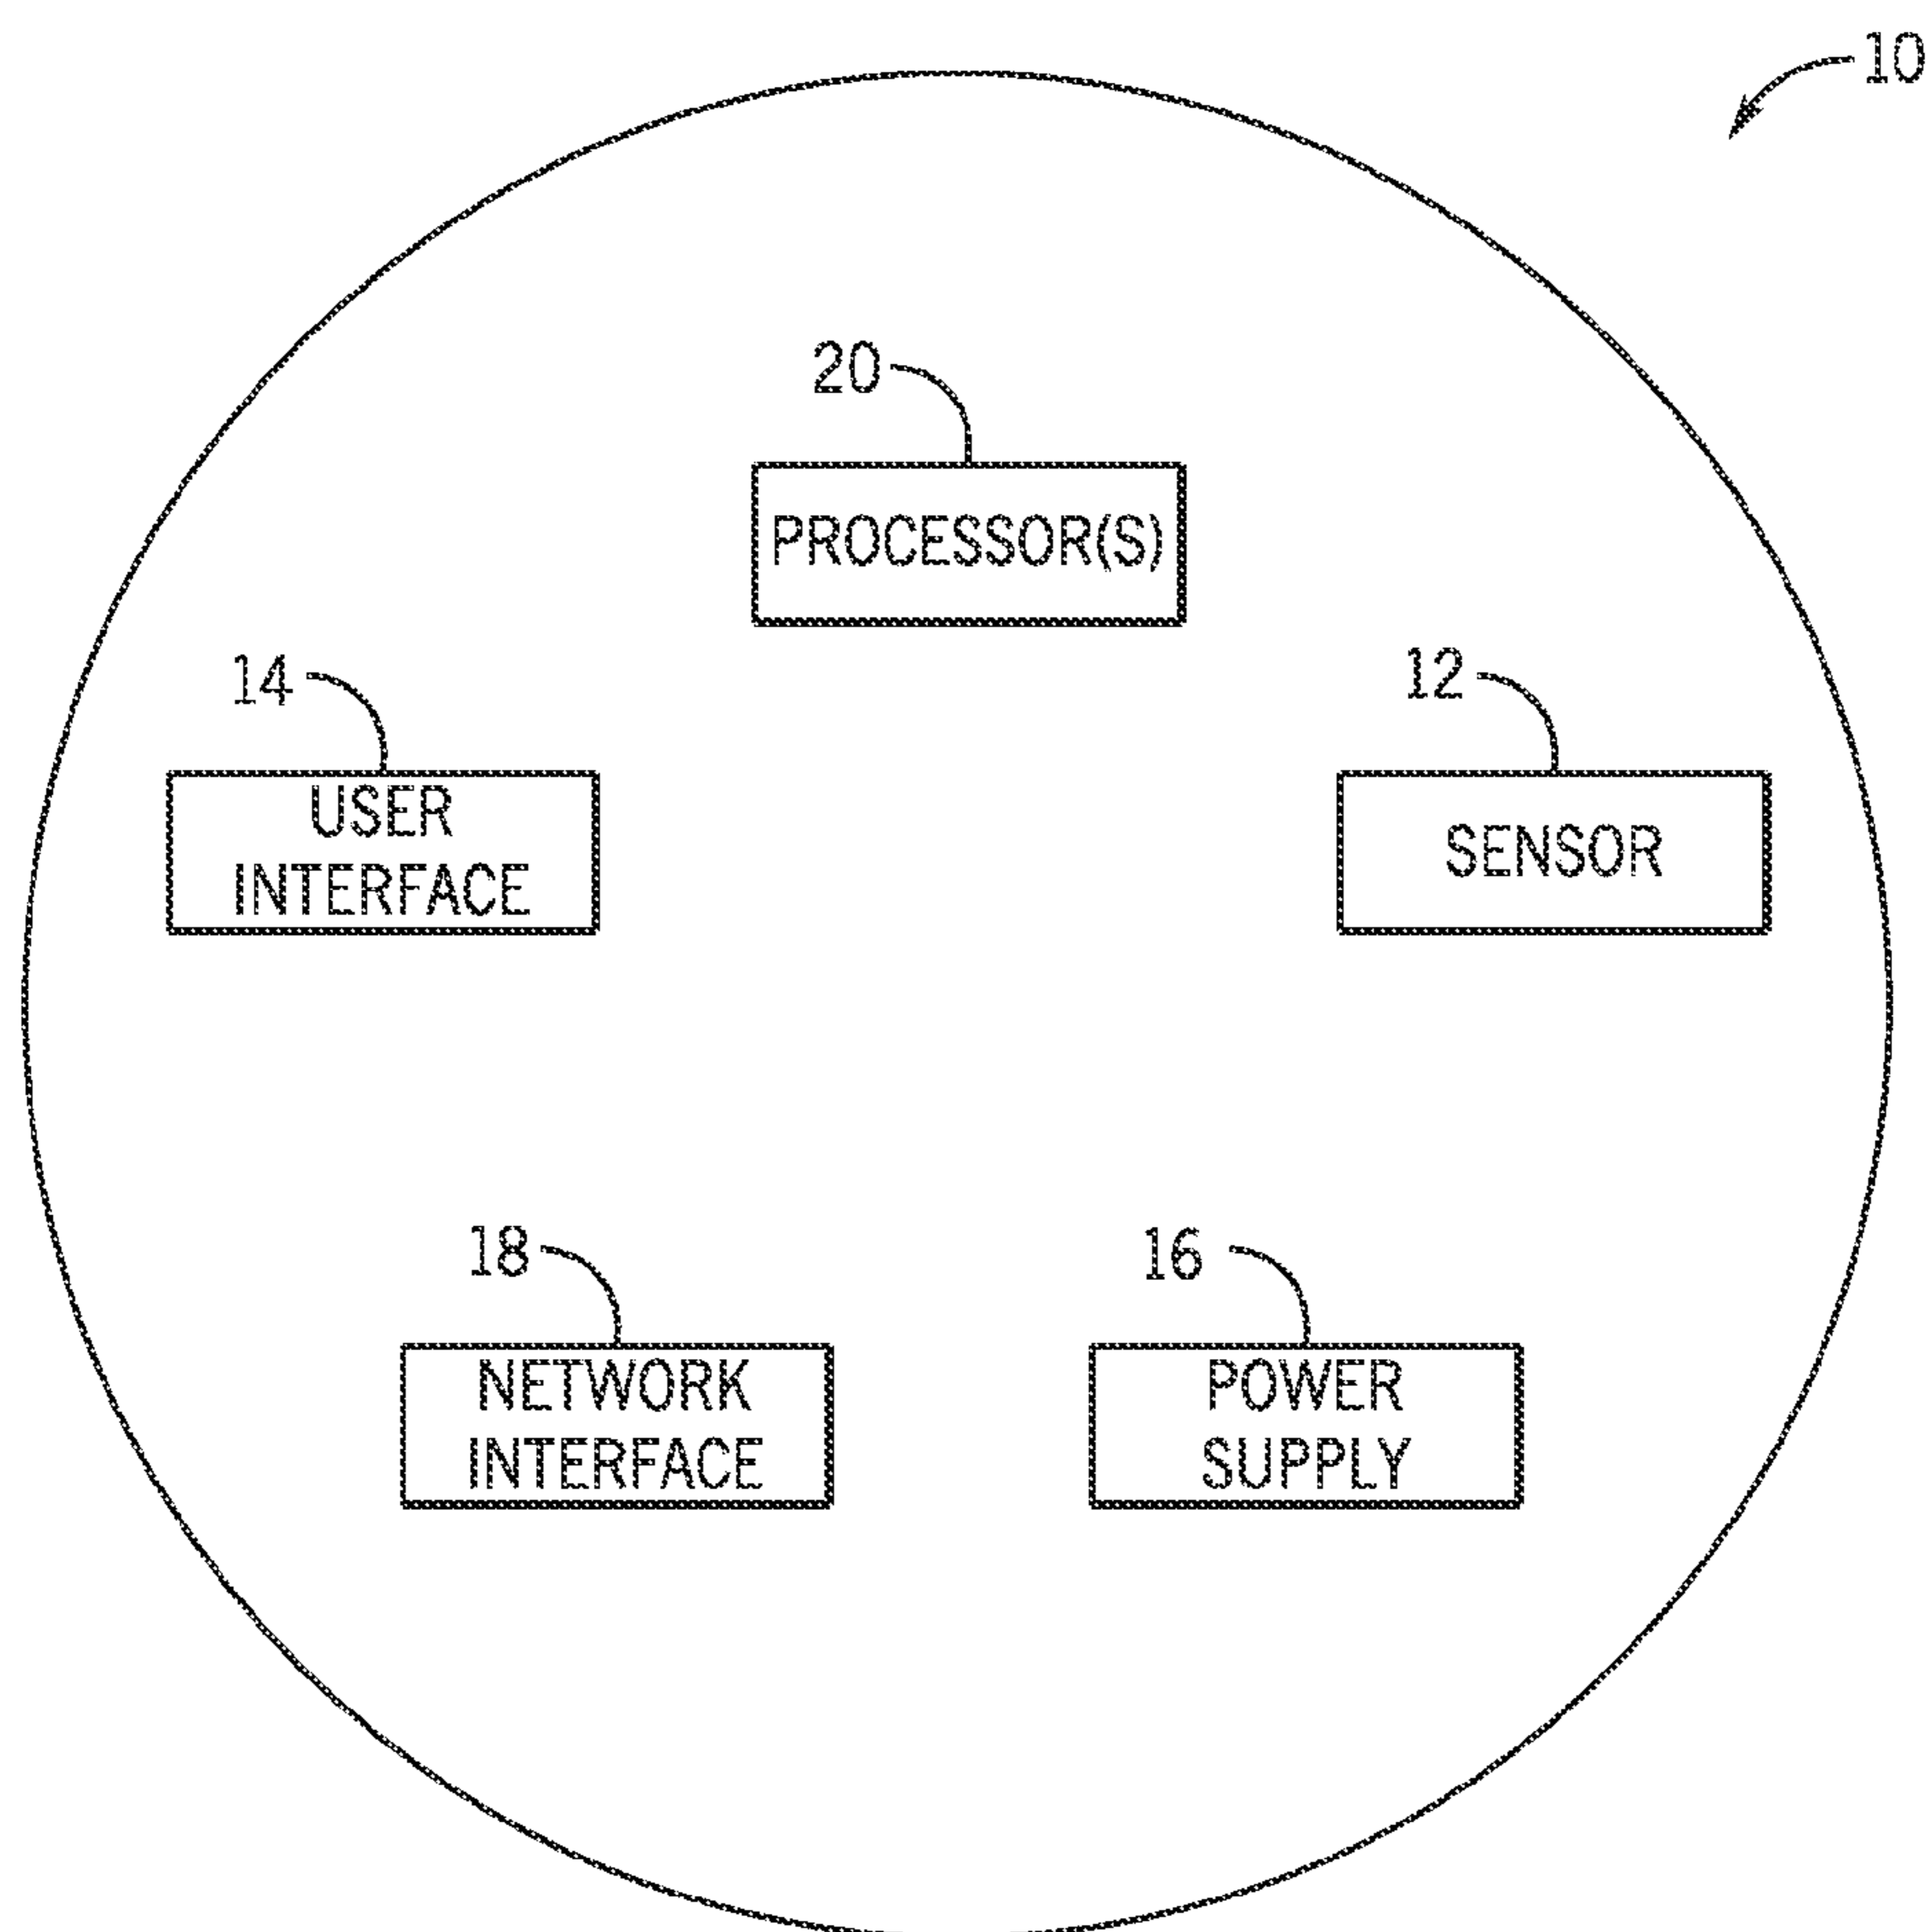 10
20
PROCESSOR(S)
14
USER
INTERFACE
12
SENSOR
18
NETWORK
INTERFACE
16
POWER
SUPPLY